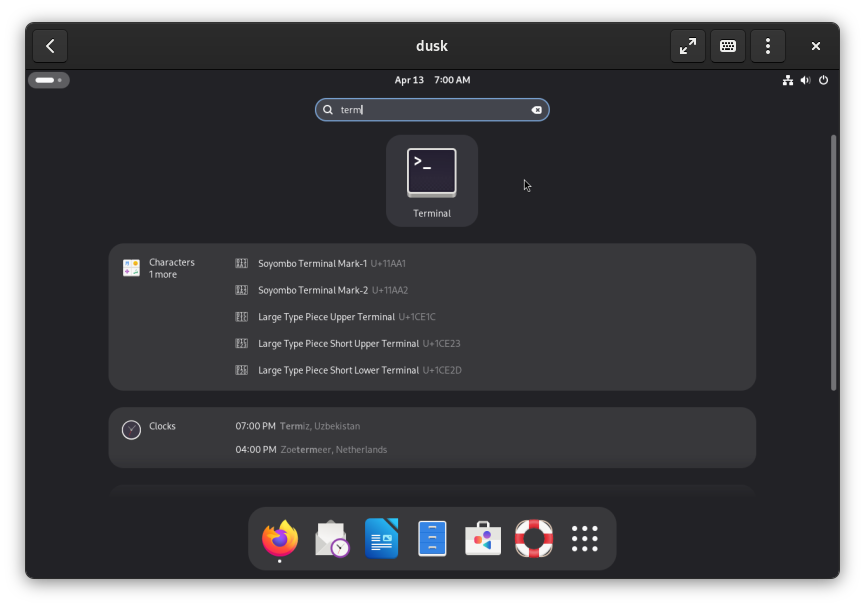 dusk
Apr 13 7:00 AM
term
>_
Terminal
Characters
1 more
Soyombo Terminal Mark-1 U+11AA1
Soyombo Terminal Mark-2 U+11AA2
Large Type Piece Upper Terminal U+1CE1C
Large Type Piece Short Upper Terminal U+1CE23
Large Type Piece Short Lower Terminal U+1CE2D
Clocks
07:00 PM Termiz, Uzbekistan
04:00 PM Zoetermeer, Netherlands